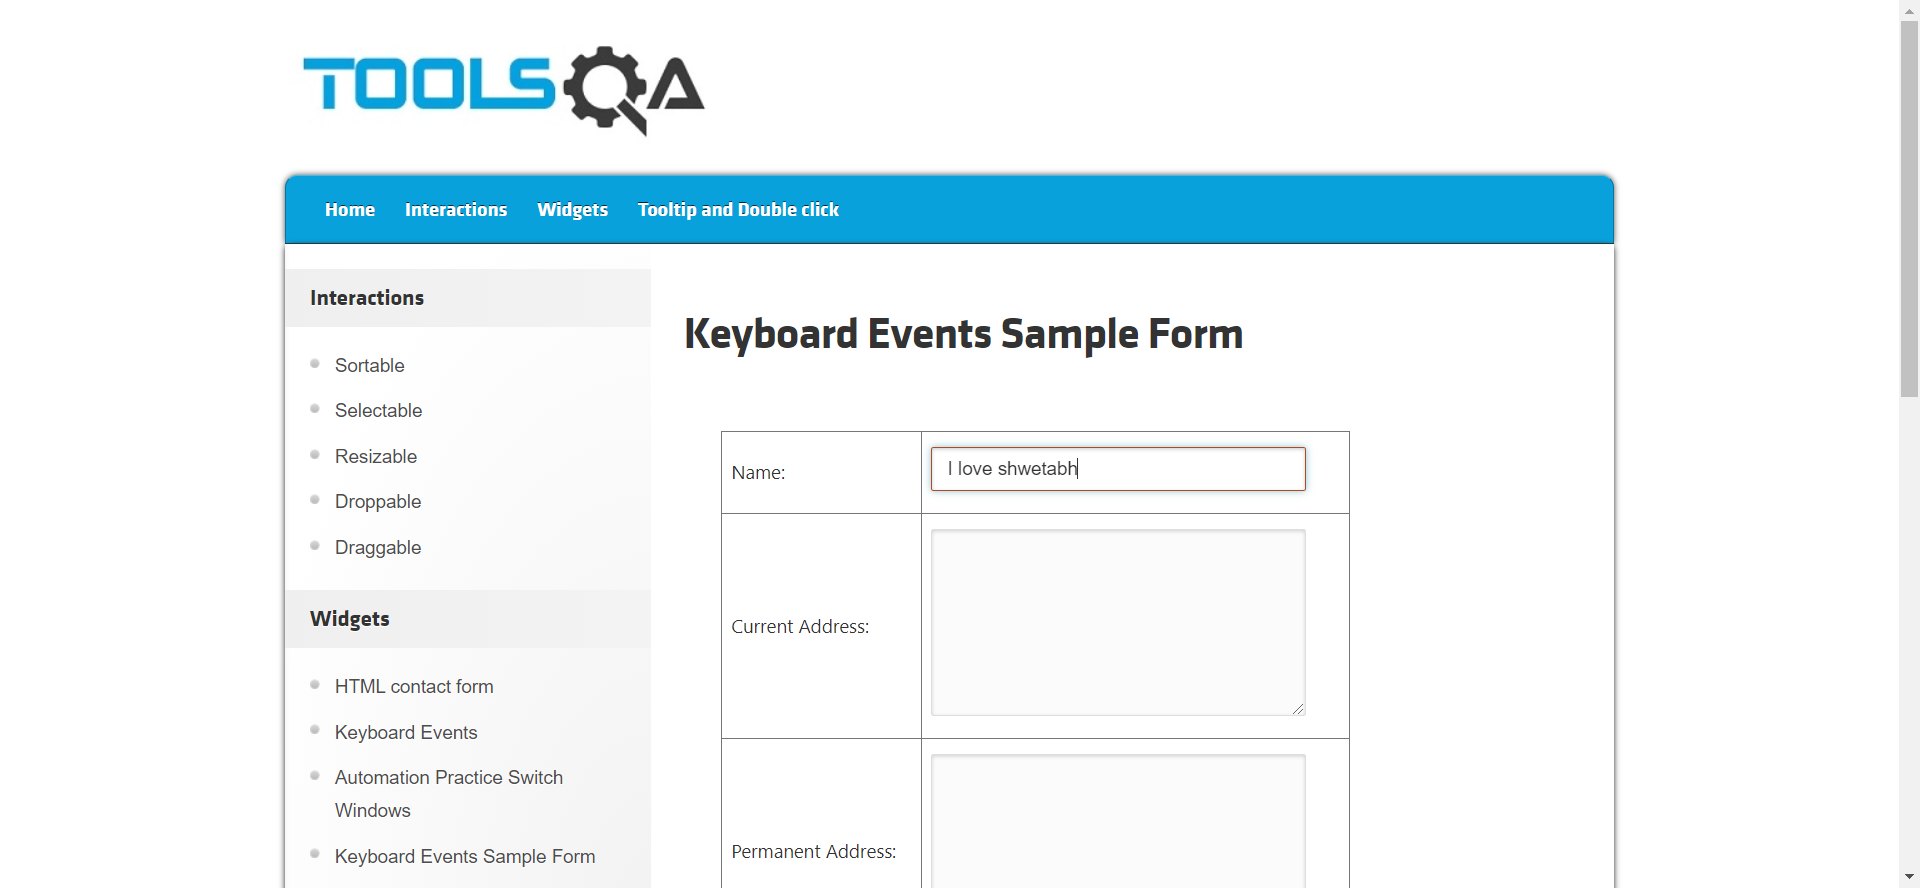 TOOLSQA
Home Interactions Widgets Tooltip and Double click
Interactions
Sortable
Selectable
Resizable
Droppable
Draggable
Widgets
HTML contact form
Keyboard Events
Automation Practice Switch
Windows
Keyboard Events Sample Form
Keyboard Events Sample Form
Name:
I love shwetabh
Current Address:
Permanent Address: